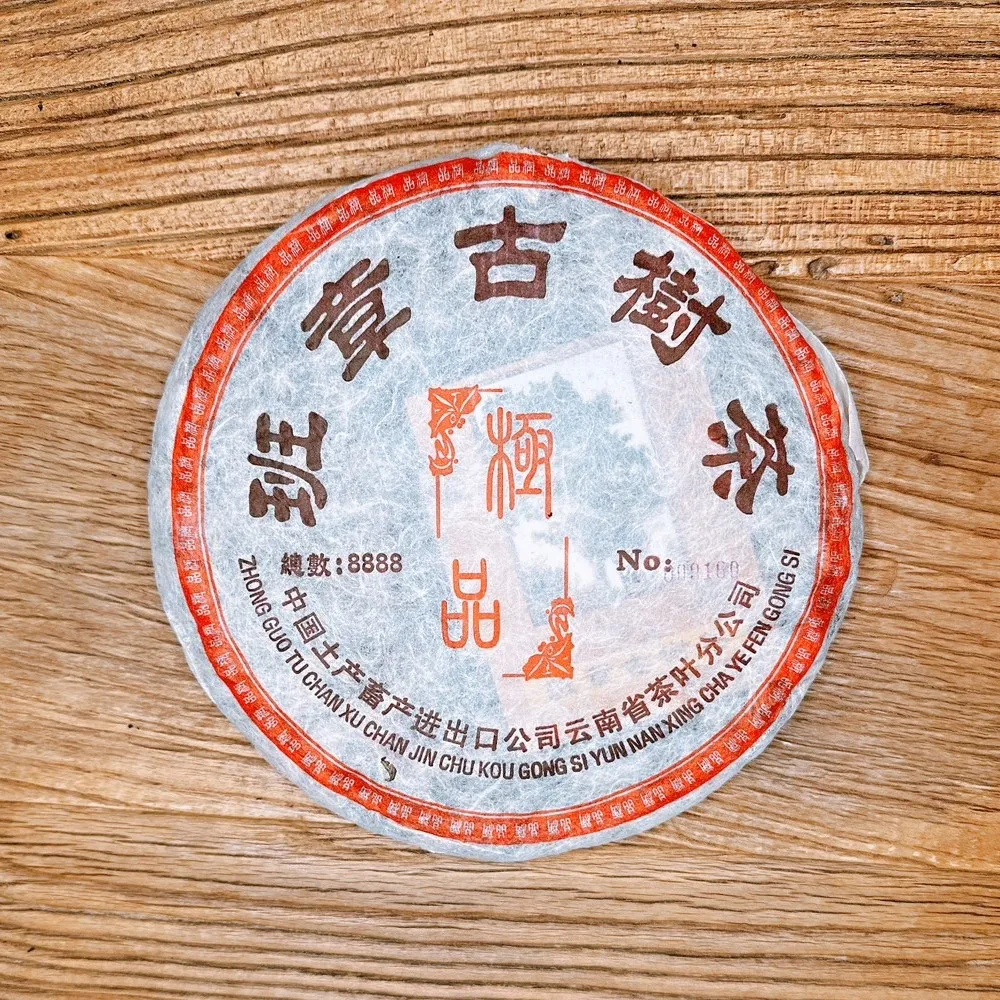 班章古樹茶
極品
總數:8888
No:
中国土产畜产进出口公司云南省茶叶分公司
ZHONG GUO TU CHAN XU CHAN JIN CHU KOU GONG SI YUN NAN XING CHA YE FEN GONG SI